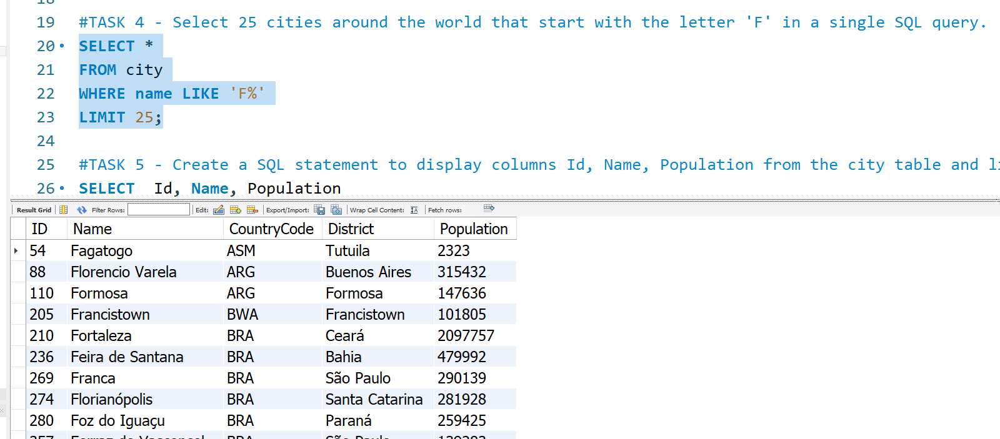 19 #TASK 4 - Select 25 cities around the world that start with the letter 'F' in a single SQL query.
20 SELECT *
21 FROM city
22 WHERE name LIKE 'F%'
23 LIMIT 25;
24
25 #TASK 5 - Create a SQL statement to display columns Id, Name, Population from the city table and li
26 SELECT Id, Name, Population
Result Grid Filter Rows: Edit: Export/Import: Wrap Cell Content: Fetch rows:
ID Name CountryCode District Population
54 Fagatogo ASM Tutuila 2323
88 Florencio Varela ARG Buenos Aires 315432
110 Formosa ARG Formosa 147636
205 Francistown BWA Francistown 101805
210 Fortaleza BRA Ceará 2097757
236 Feira de Santana BRA Bahia 479992
269 Franca BRA São Paulo 290139
274 Florianópolis BRA Santa Catarina 281928
280 Foz do Iguaçu BRA Paraná 259425